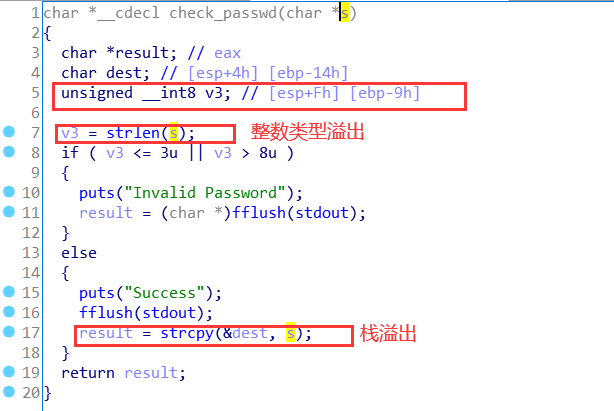 1 char *__cdecl check_passwd(char *s)
2 {
3   char *result; // eax
4   char dest; // [esp+4h] [ebp-14h]
5   unsigned __int8 v3; // [esp+Fh] [ebp-9h]
6
7   v3 = strlen(s); 整数类型溢出
8   if ( v3 <= 3u || v3 > 8u )
9   {
10     puts("Invalid Password");
11     result = (char *)fflush(stdout);
12   }
13   else
14   {
15     puts("Success");
16     fflush(stdout);
17     result = strcpy(&dest, s); 栈溢出
18   }
19   return result;
20 }